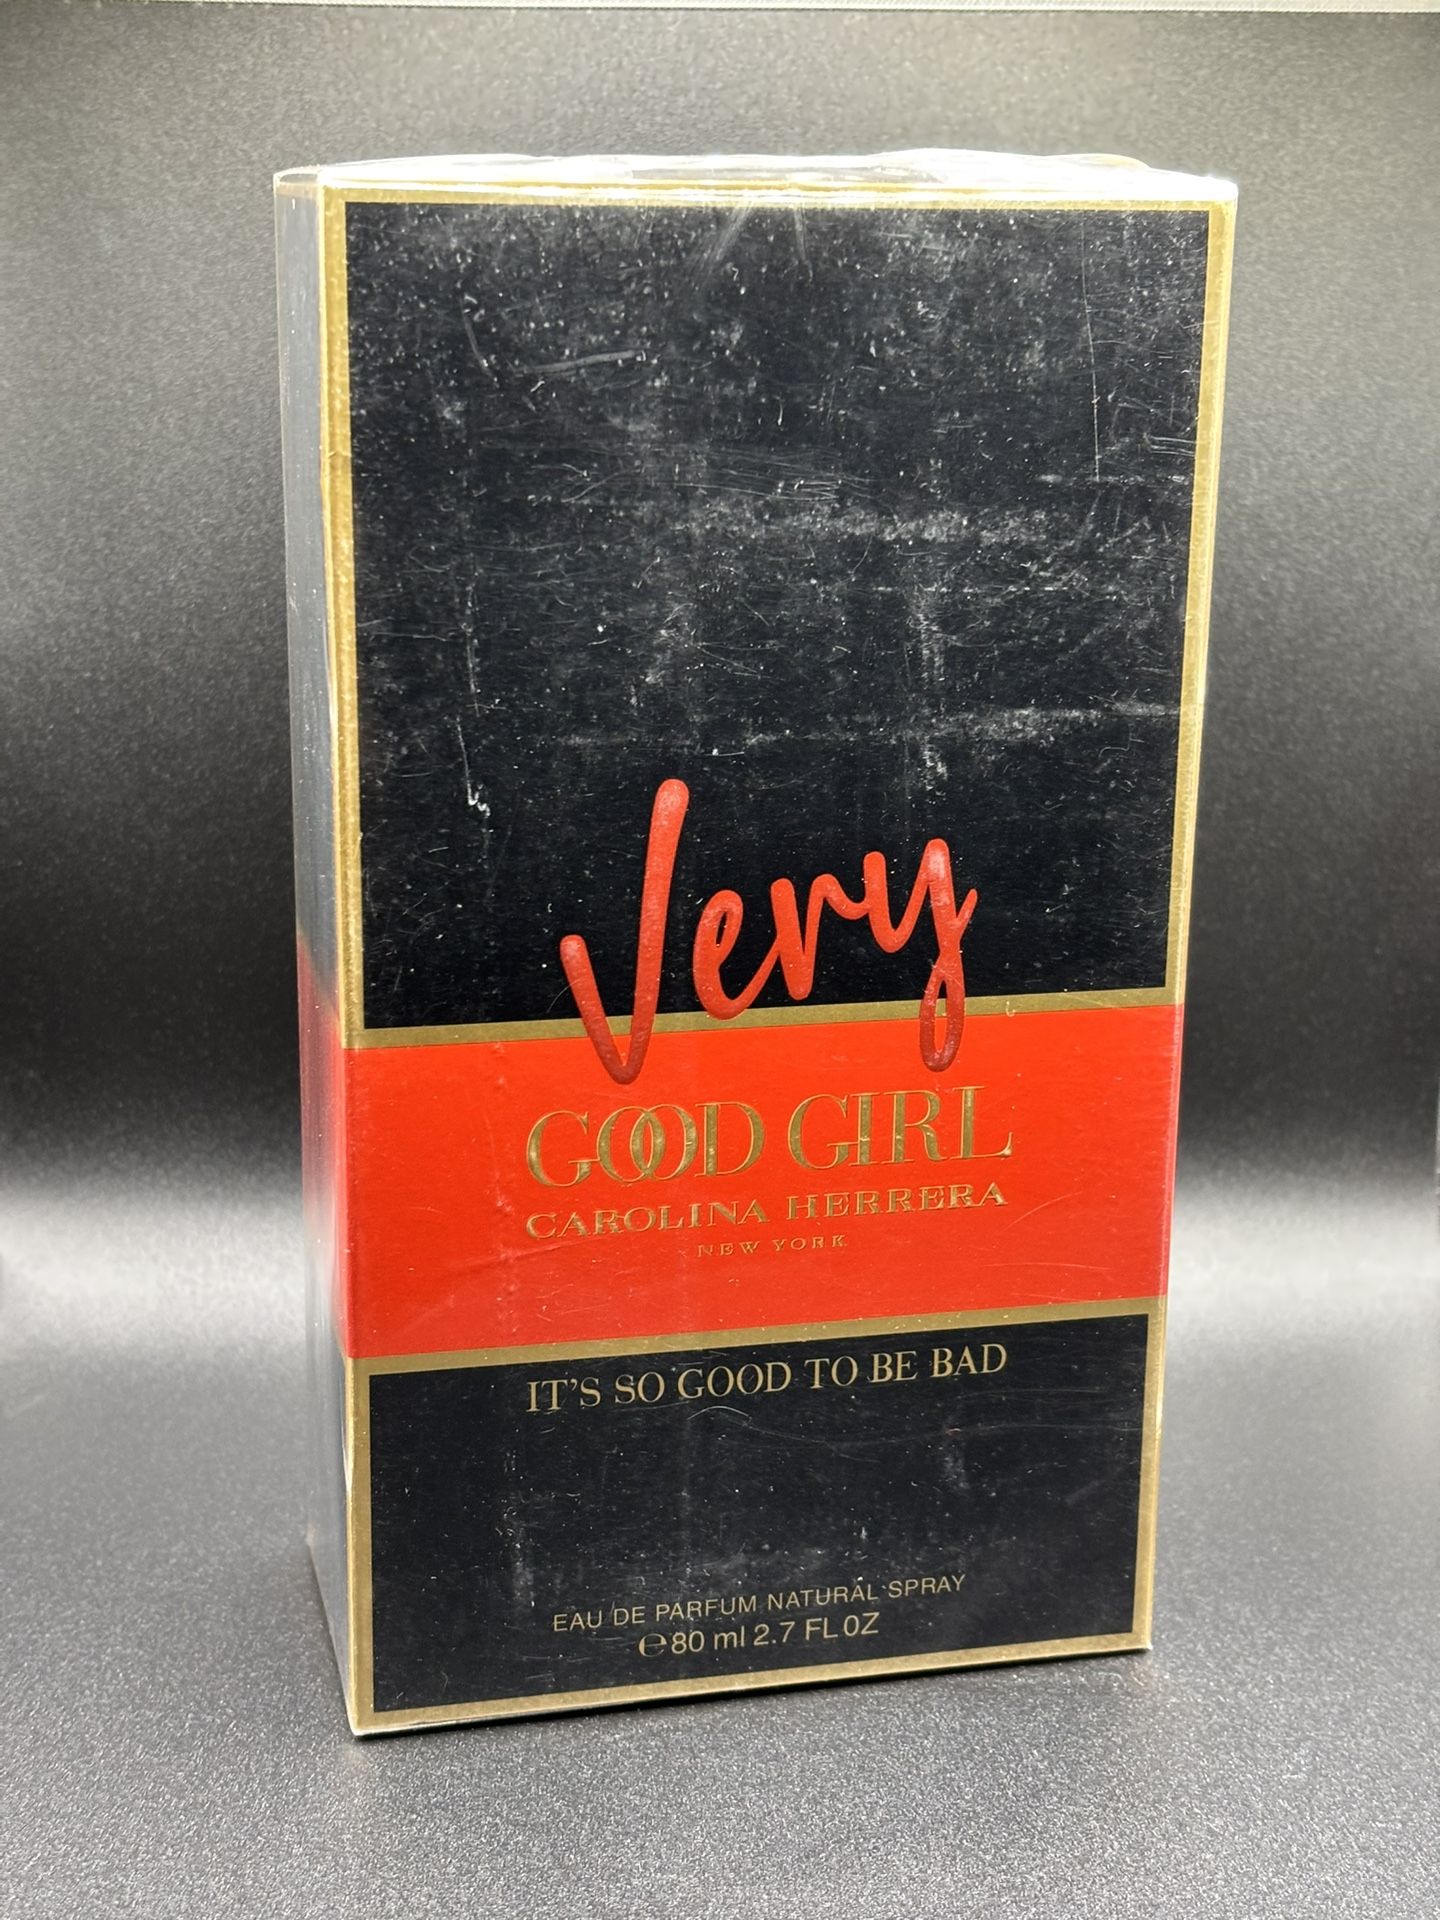 Very
GOOD GIRL
CAROLINA HERRERA
NEW YORK
IT'S SO GOOD TO BE BAD
EAU DE PARFUM NATURAL SPRAY
℮80 ml 2.7 FL OZ